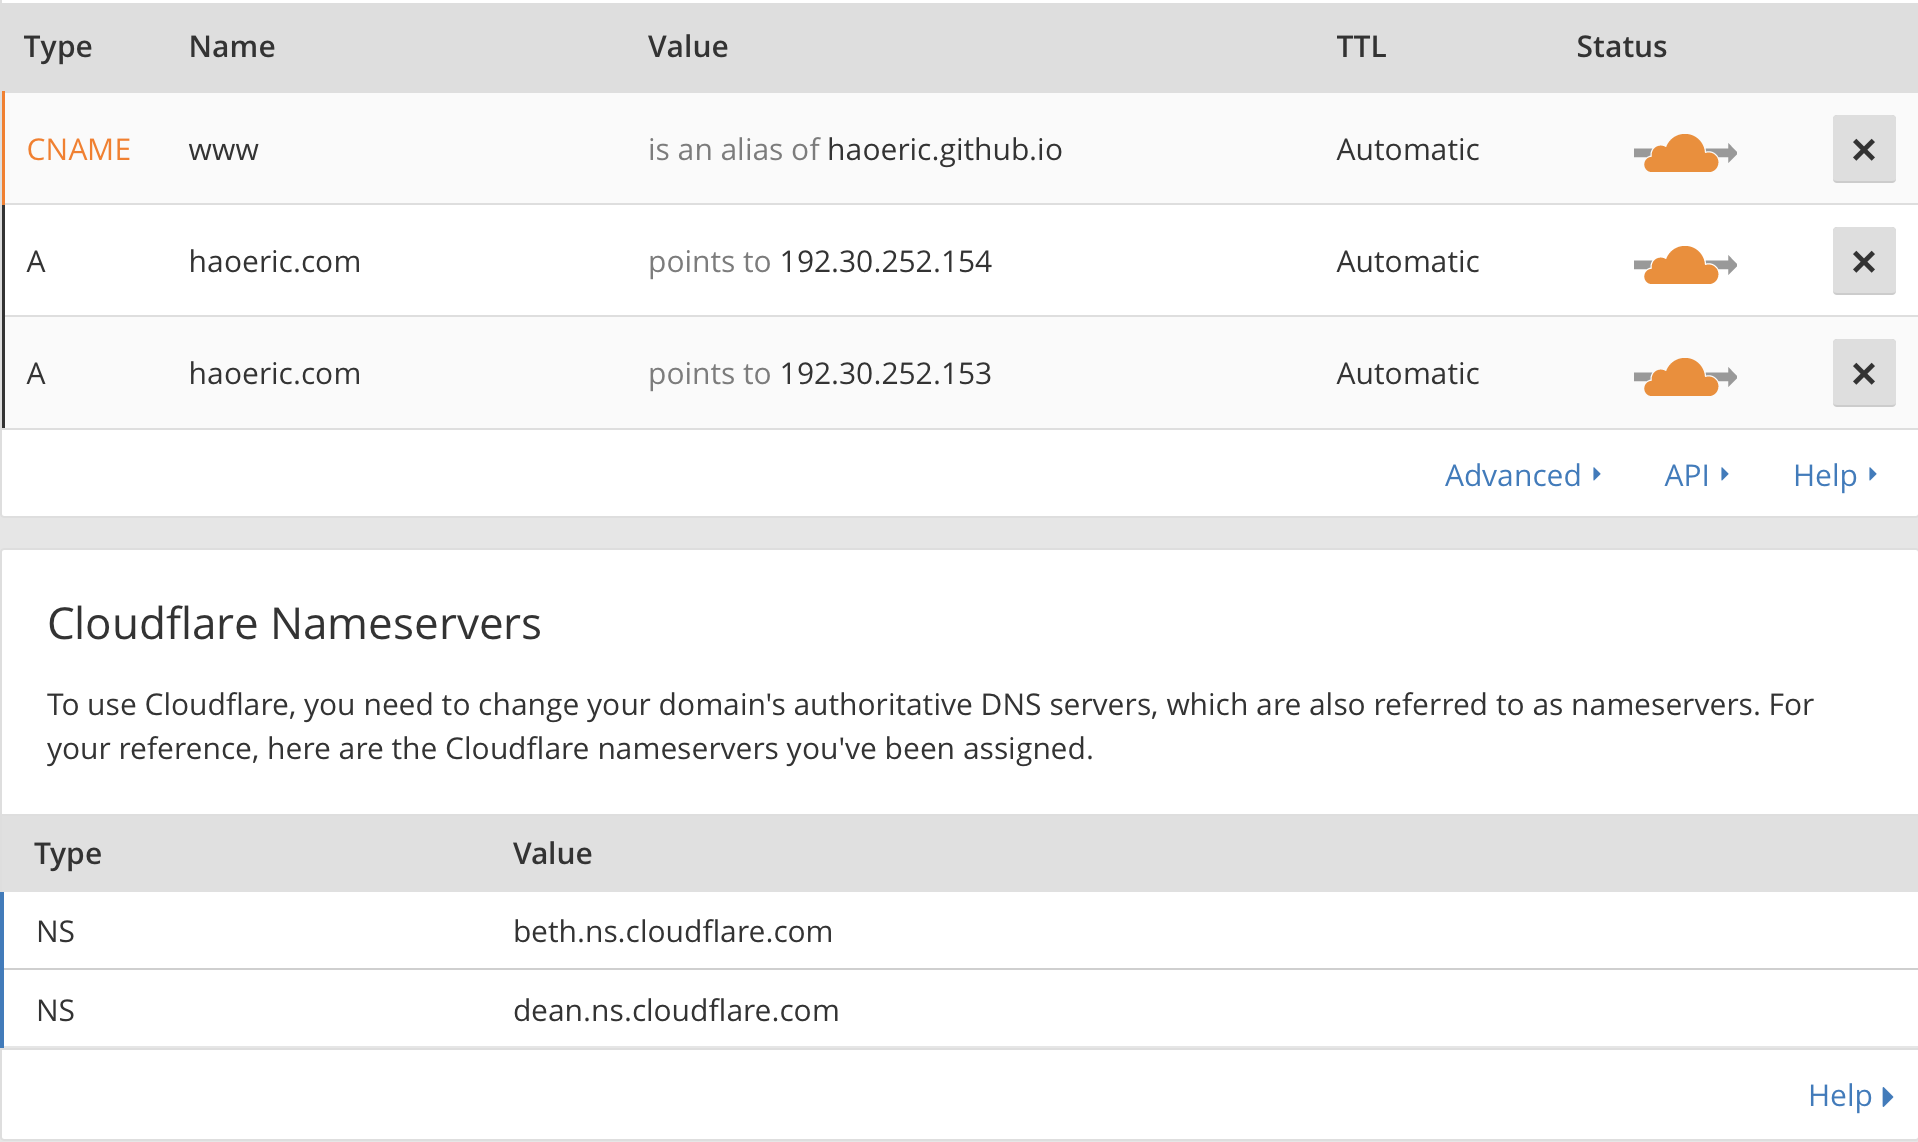 Type Name Value TTL Status
CNAME www is an alias of haoeric.github.io Automatic
A haoeric.com points to 192.30.252.154 Automatic
A haoeric.com points to 192.30.252.153 Automatic
Advanced API Help
Cloudflare Nameservers
To use Cloudflare, you need to change your domain's authoritative DNS servers, which are also referred to as nameservers. For
your reference, here are the Cloudflare nameservers you've been assigned.
Type Value
NS beth.ns.cloudflare.com
NS dean.ns.cloudflare.com
Help